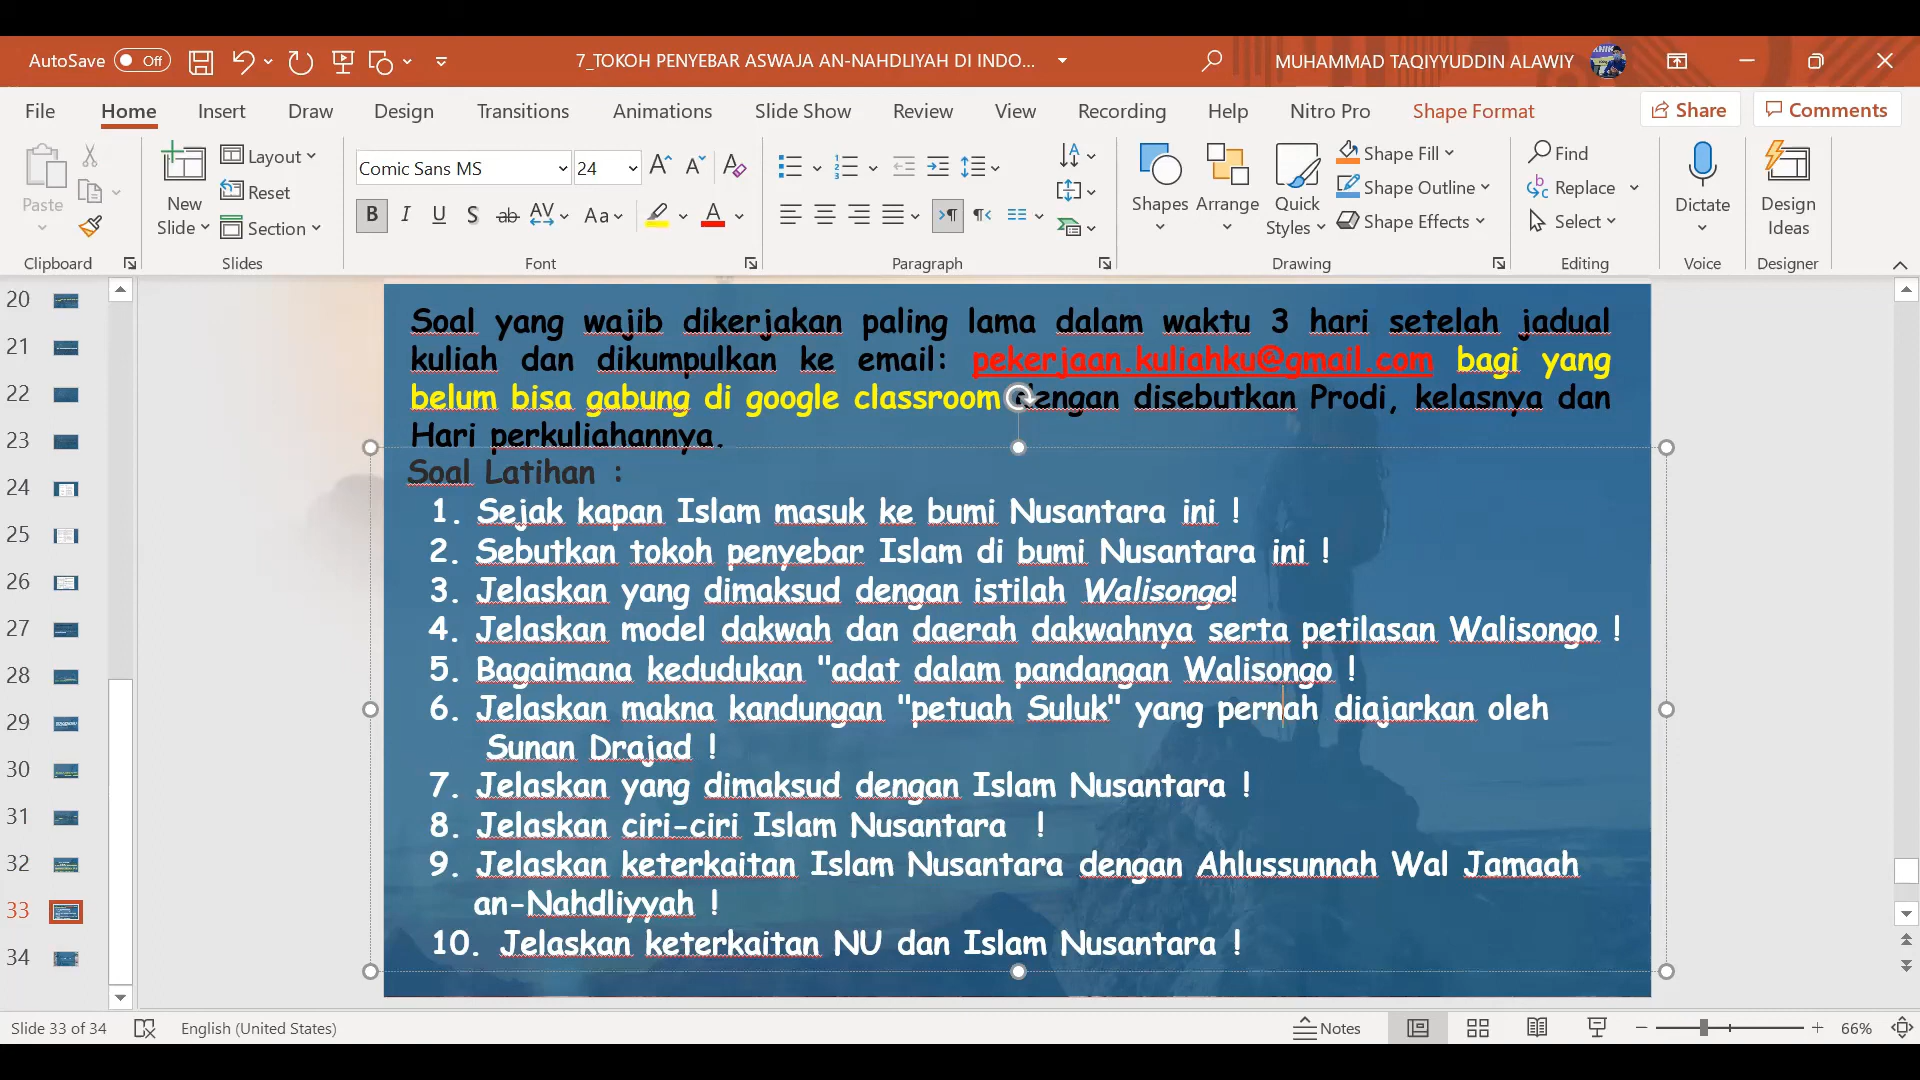 AutoSave Off 7_TOKOH PENYEBAR ASWAJA AN-NAHDLIYAH DI INDO... MUHAMMAD TAQIYYUDDIN ALAWIY
File Home Insert Draw Design Transitions Animations Slide Show Review View Recording Help Nitro Pro Shape Format Share Comments
Paste
New Slide
Layout
Reset
Section
Comic Sans MS 24
B I U S ab AV Aa A
Shapes Arrange Quick Styles
Shape Fill
Shape Outline
Shape Effects
Find
Replace
Select
Dictate
Design Ideas
Clipboard Slides Font Paragraph Drawing Editing Voice Designer
20
21
22
23
24
25
26
27
28
29
30
31
32
33
34
Soal yang wajib dikerjakan paling lama dalam waktu 3 hari setelah jadual
kuliah dan dikumpulkan ke email: pekerjaan.kuliahku@gmail.com bagi yang
belum bisa gabung di google classroom dengan disebutkan Prodi, kelasnya dan
Hari perkuliahannya.
Soal Latihan :
1. Sejak kapan Islam masuk ke bumi Nusantara ini !
2. Sebutkan tokoh penyebar Islam di bumi Nusantara ini !
3. Jelaskan yang dimaksud dengan istilah Walisongo!
4. Jelaskan model dakwah dan daerah dakwahnya serta petilasan Walisongo !
5. Bagaimana kedudukan "adat dalam pandangan Walisongo !
6. Jelaskan makna kandungan "petuah Suluk" yang pernah diajarkan oleh
Sunan Drajad !
7. Jelaskan yang dimaksud dengan Islam Nusantara !
8. Jelaskan ciri-ciri Islam Nusantara !
9. Jelaskan keterkaitan Islam Nusantara dengan Ahlussunnah Wal Jamaah
an-Nahdliyyah !
10. Jelaskan keterkaitan NU dan Islam Nusantara !
Slide 33 of 34 English (United States) Notes 66%